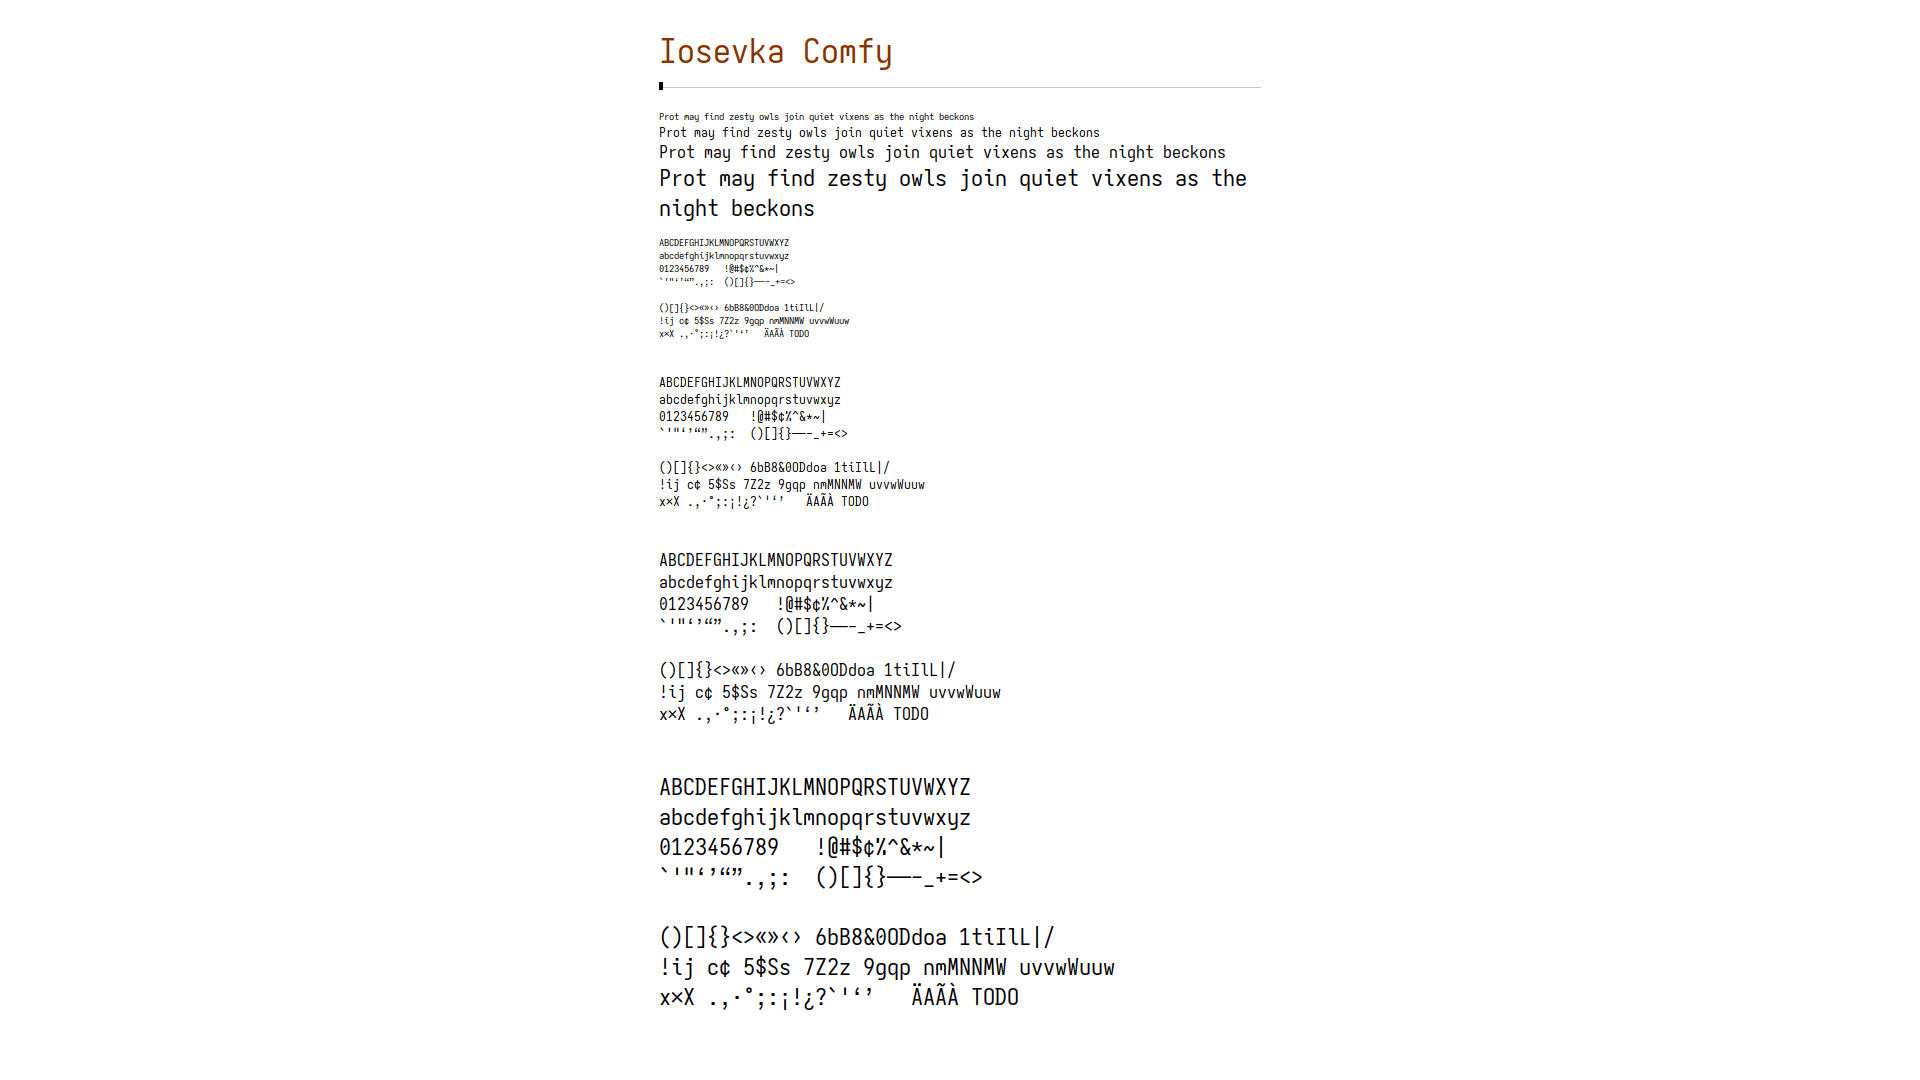 Iosevka Comfy
Prot may find zesty owls join quiet vixens as the night beckons
Prot may find zesty owls join quiet vixens as the night beckons
Prot may find zesty owls join quiet vixens as the night beckons
Prot may find zesty owls join quiet vixens as the
night beckons
ABCDEFGHIJKLMNOPQRSTUVWXYZ
abcdefghijklmnopqrstuvwxyz
0123456789   !@#$¢%^&*~|
`'"‘’“”.,;:  ()[]{}—-–_+=<>
()[]{}<>«»‹› 6bB8&0ODdoa 1tiIlL|/
!ij c¢ 5$Ss 7Z2z 9gqp nmMNNMW uvvwWuuw
x×X .,·°;:¡!¿?`'‘’   ÄAÃÀ TODO
ABCDEFGHIJKLMNOPQRSTUVWXYZ
abcdefghijklmnopqrstuvwxyz
0123456789   !@#$¢%^&*~|
`'"‘’“”.,;:  ()[]{}—-–_+=<>
()[]{}<>«»‹› 6bB8&0ODdoa 1tiIlL|/
!ij c¢ 5$Ss 7Z2z 9gqp nmMNNMW uvvwWuuw
x×X .,·°;:¡!¿?`'‘’   ÄAÃÀ TODO
ABCDEFGHIJKLMNOPQRSTUVWXYZ
abcdefghijklmnopqrstuvwxyz
0123456789   !@#$¢%^&*~|
`'"‘’“”.,;:  ()[]{}—-–_+=<>
()[]{}<>«»‹› 6bB8&0ODdoa 1tiIlL|/
!ij c¢ 5$Ss 7Z2z 9gqp nmMNNMW uvvwWuuw
x×X .,·°;:¡!¿?`'‘’   ÄAÃÀ TODO
ABCDEFGHIJKLMNOPQRSTUVWXYZ
abcdefghijklmnopqrstuvwxyz
0123456789   !@#$¢%^&*~|
`'"‘’“”.,;:  ()[]{}—-–_+=<>
()[]{}<>«»‹› 6bB8&0ODdoa 1tiIlL|/
!ij c¢ 5$Ss 7Z2z 9gqp nmMNNMW uvvwWuuw
x×X .,·°;:¡!¿?`'‘’   ÄAÃÀ TODO